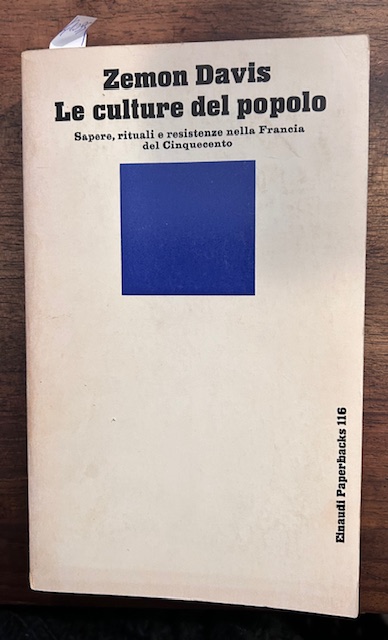 Zemon Davis
Le culture del popolo
Sapere, rituali e resistenze nella Francia
del Cinquecento
Einaudi Paperbacks 116